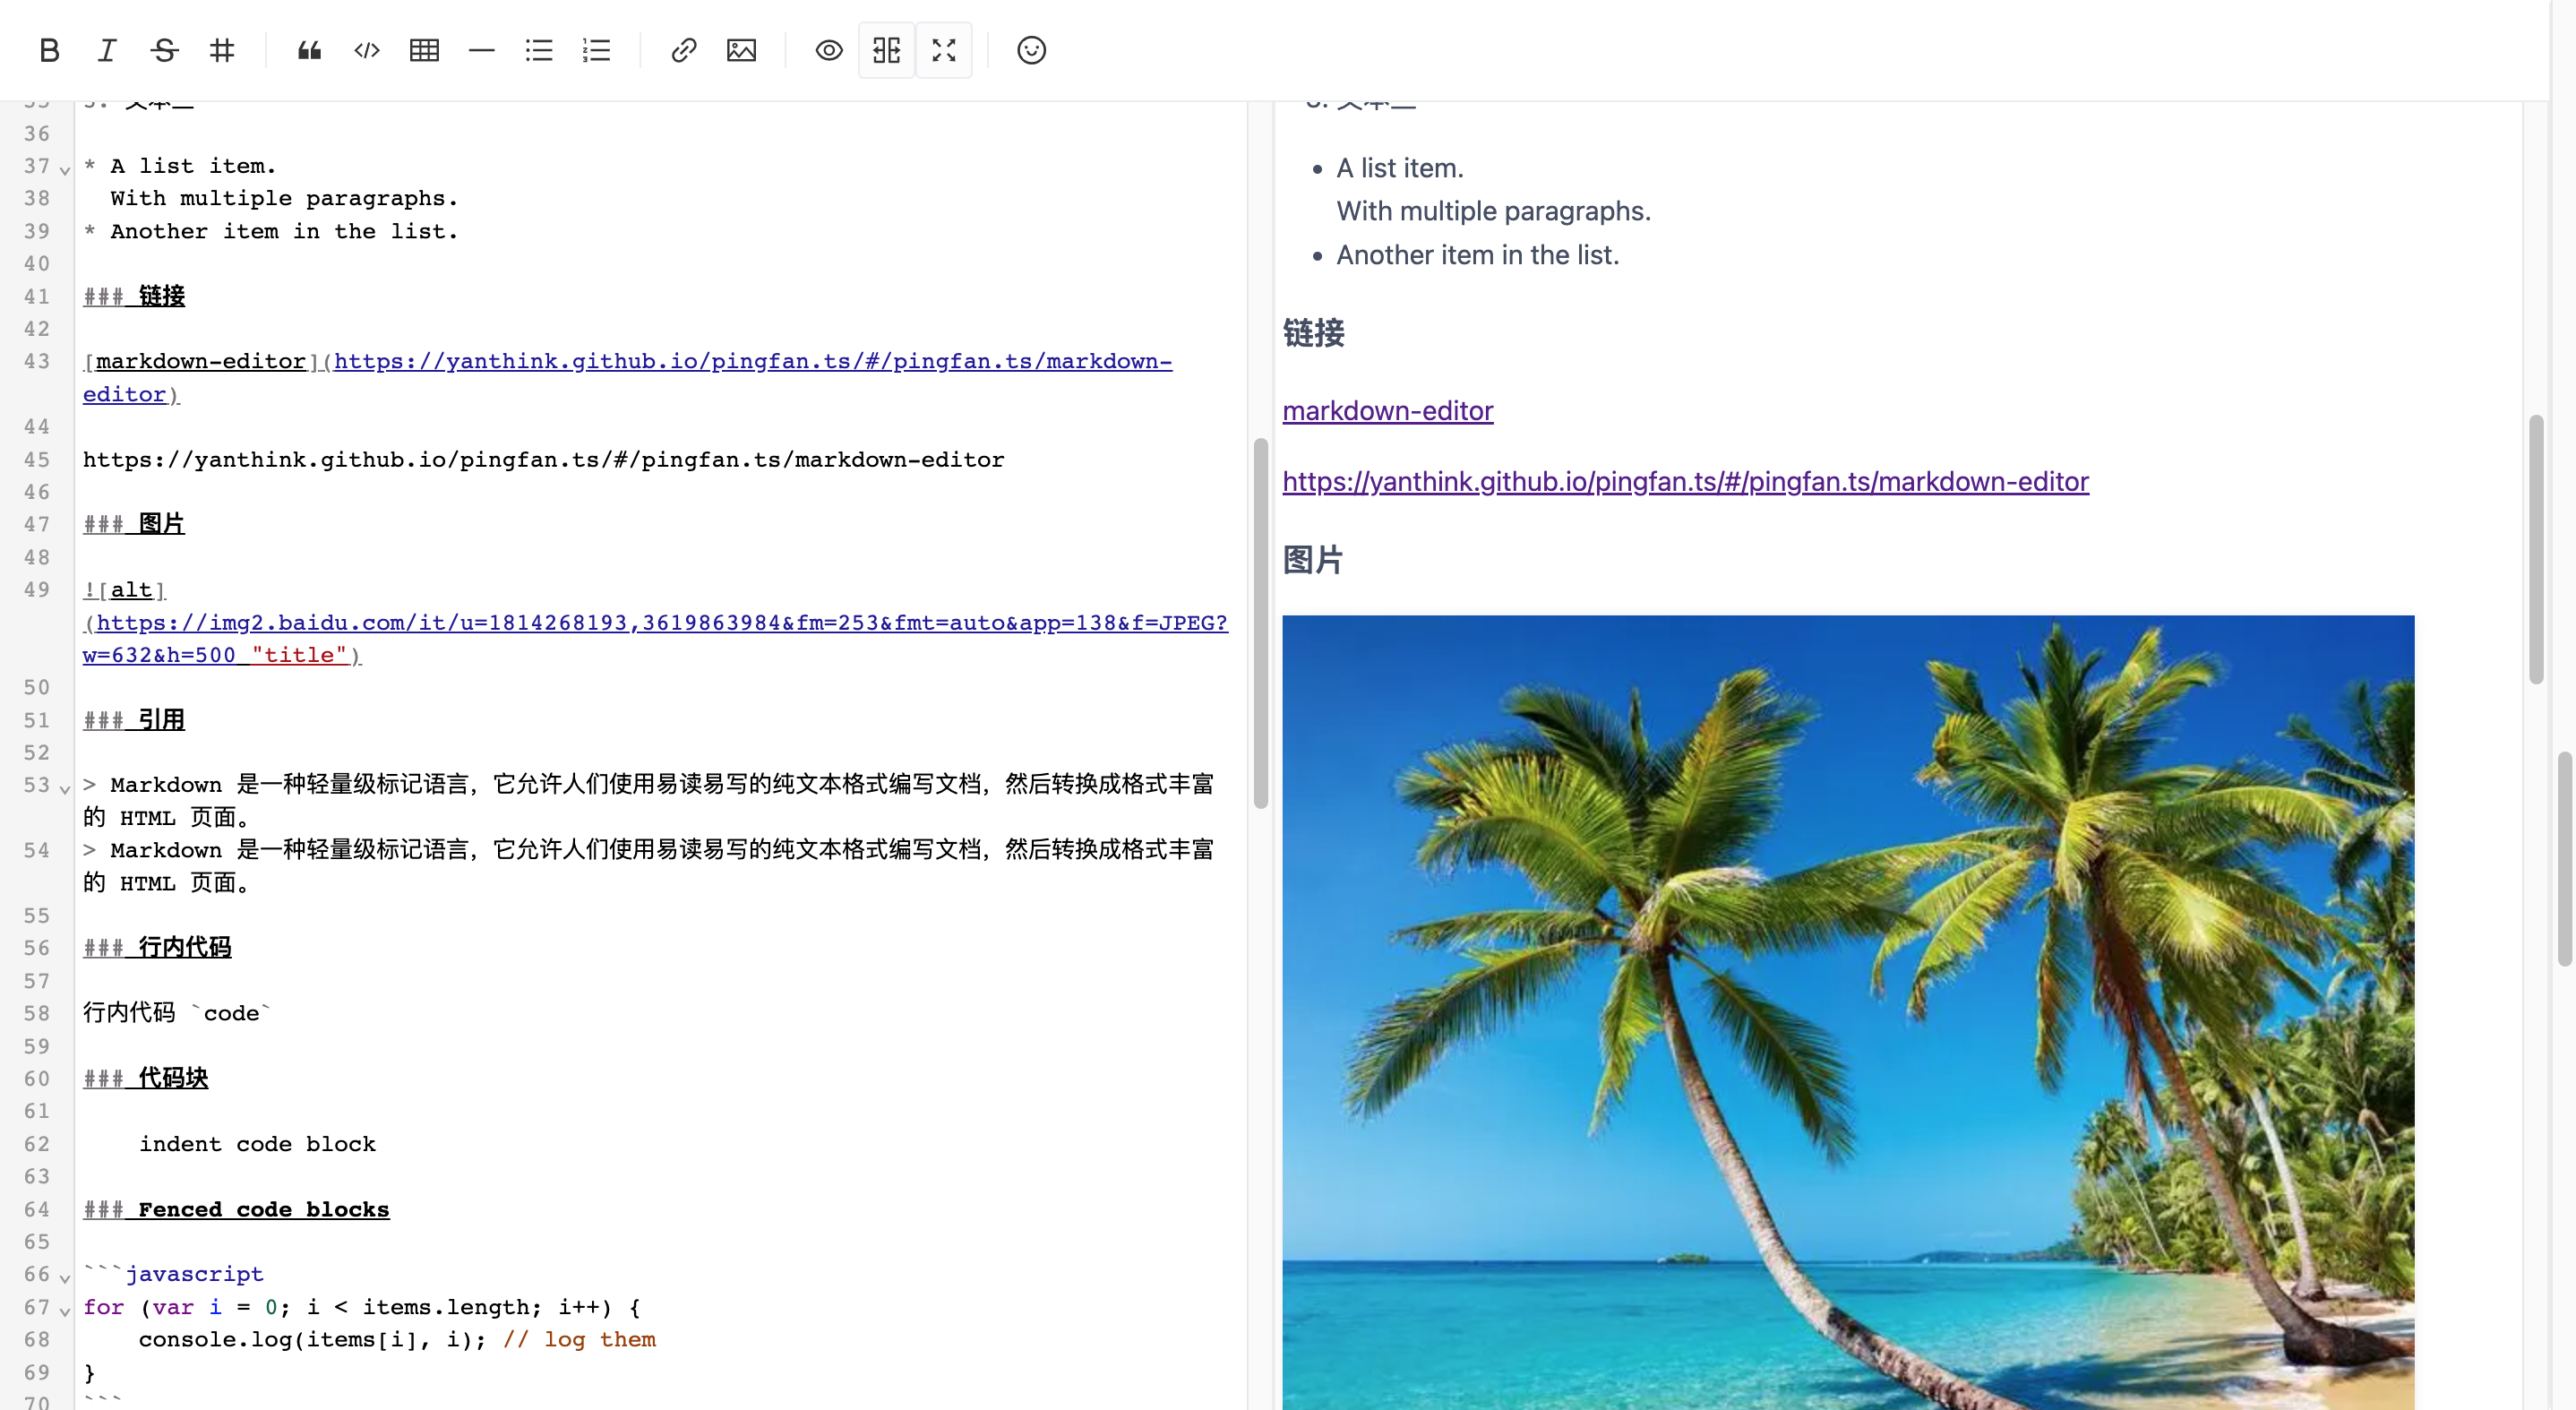 36
37 * A list item.
38 With multiple paragraphs.
39 * Another item in the list.
40
41 ### 链接
42
43 [markdown-editor](https://yanthink.github.io/pingfan.ts/#/pingfan.ts/markdown-
editor)
44
45 https://yanthink.github.io/pingfan.ts/#/pingfan.ts/markdown-editor
46
47 ### 图片
48
49 ![alt]
(https://img2.baidu.com/it/u=1814268193,3619863984&fm=253&fmt=auto&app=138&f=JPEG?
w=632&h=500 "title")
50
51 ### 引用
52
53 > Markdown 是一种轻量级标记语言，它允许人们使用易读易写的纯文本格式编写文档，然后转换成格式丰富
的 HTML 页面。
54 > Markdown 是一种轻量级标记语言，它允许人们使用易读易写的纯文本格式编写文档，然后转换成格式丰富
的 HTML 页面。
55
56 ### 行内代码
57
58 行内代码 `code`
59
60 ### 代码块
61
62     indent code block
63
64 ### Fenced code blocks
65
66 ```javascript
67 for (var i = 0; i < items.length; i++) {
68     console.log(items[i], i); // log them
69 }
70 ```
• A list item.
With multiple paragraphs.
• Another item in the list.
链接
markdown-editor
https://yanthink.github.io/pingfan.ts/#/pingfan.ts/markdown-editor
图片